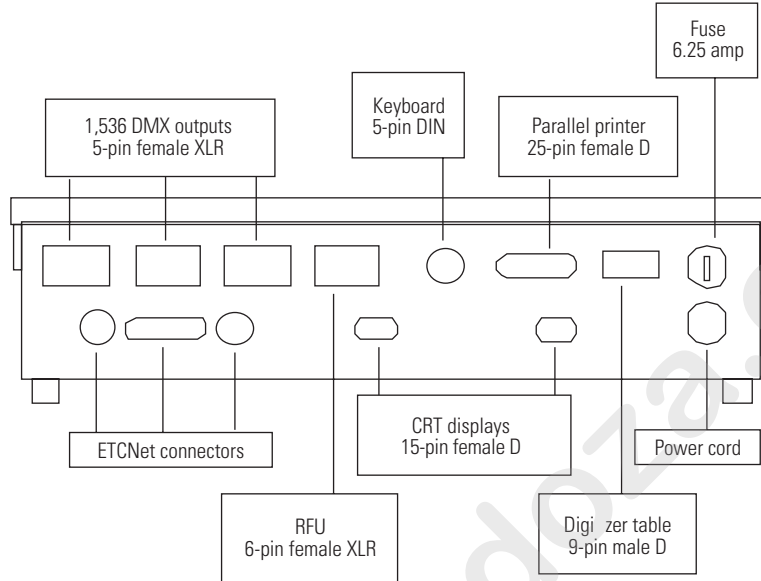 Fuse
6.25 amp
1,536 DMX outputs
5-pin female XLR
Keyboard
5-pin DIN
Parallel printer
25-pin female D
ETCNet connectors
CRT displays
15-pin female D
Power cord
RFU
6-pin female XLR
Digi zer table
9-pin male D